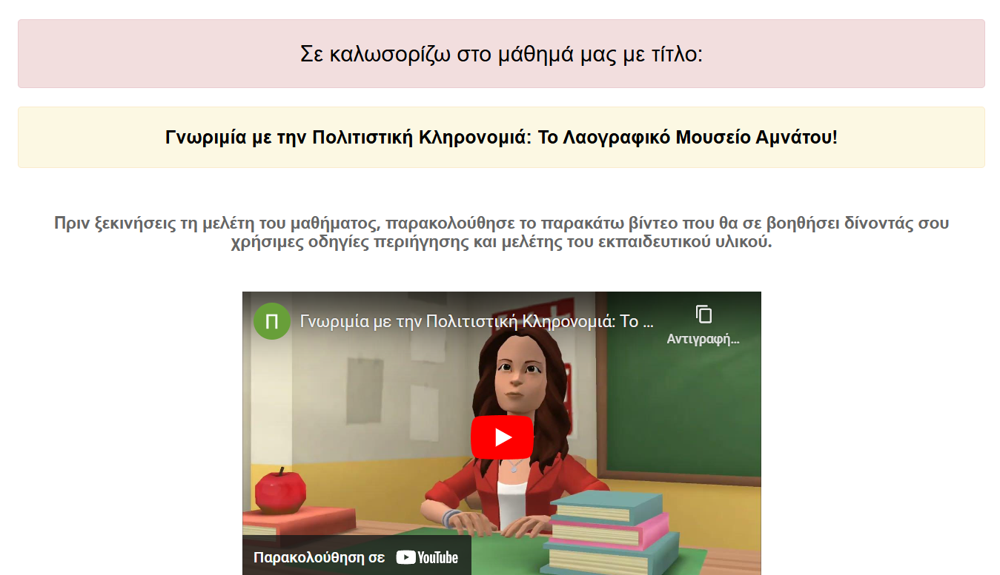 Σε καλωσορίζω στο μάθημά μας με τίτλο:
Γνωριμία με την Πολιτιστική Κληρονομιά: Το Λαογραφικό Μουσείο Αμνάτου!
Πριν ξεκινήσεις τη μελέτη του μαθήματος, παρακολούθησε το παρακάτω βίντεο που θα σε βοηθήσει δίνοντάς σου
χρήσιμες οδηγίες περιήγησης και μελέτης του εκπαιδευτικού υλικού.
Π
Γνωριμία με την Πολιτιστική Κληρονομιά: Το ...
Αντιγραφή...
Παρακολούθηση σε YouTube